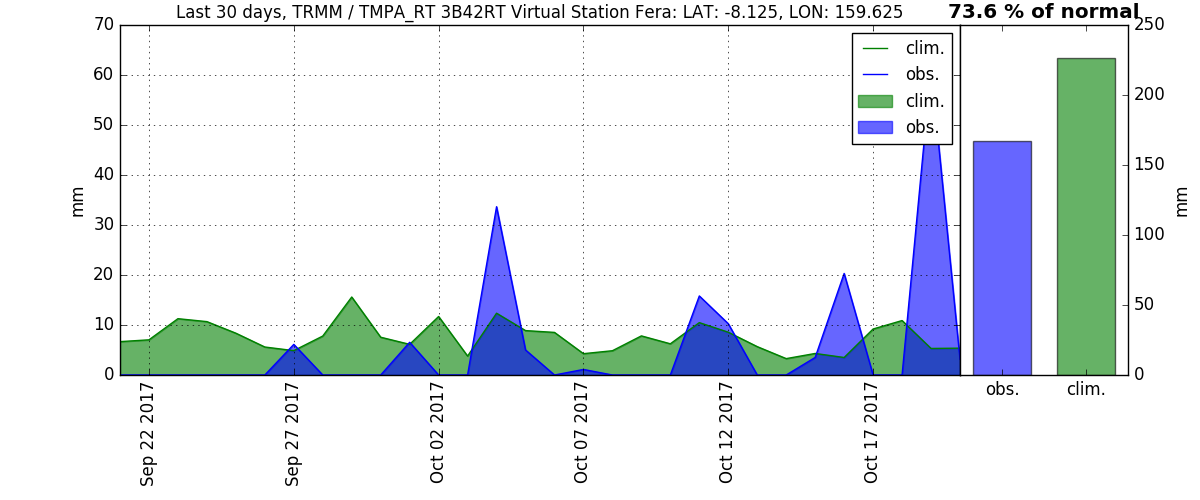 Last 30 days, TRMM / TMPA_RT 3B42RT Virtual Station Fera: LAT: -8.125, LON: 159.625
73.6 % of normal
70
60
50
40
30
20
10
0
mm
clim.
obs.
clim.
obs.
Sep 22 2017
Sep 27 2017
Oct 02 2017
Oct 07 2017
Oct 12 2017
Oct 17 2017
250
200
150
100
50
0
mm
obs.
clim.